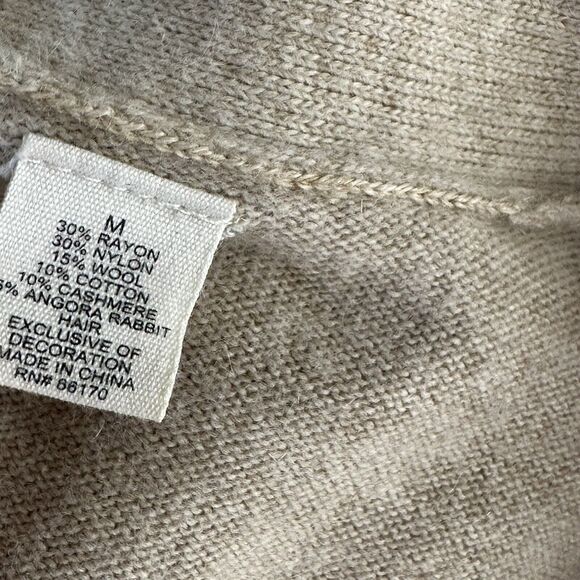 M
30% RAYON
30% NYLON
15% WOOL
10% COTTON
10% CASHMERE
5% ANGORA RABBIT
HAIR
EXCLUSIVE OF
DECORATION
MADE IN CHINA
RN# 86170